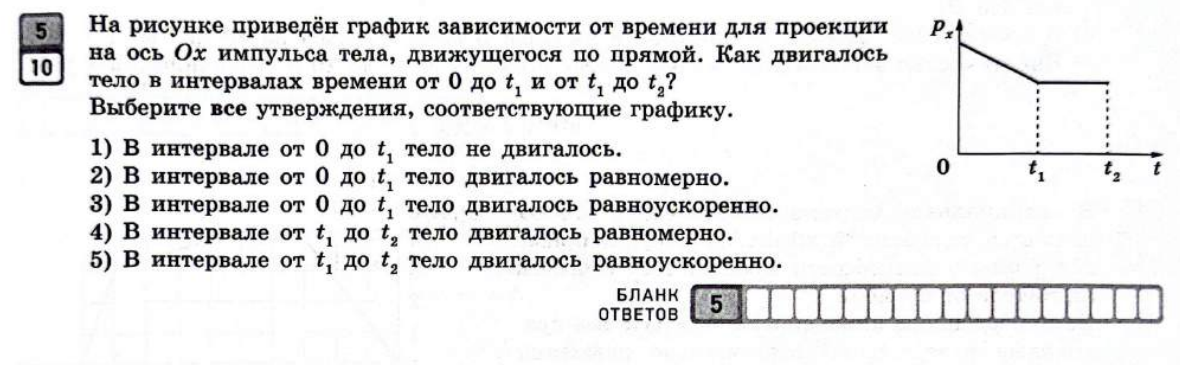 5
10
На рисунке приведён график зависимости от времени для проекции
на ось Ox импульса тела, движущегося по прямой. Как двигалось
тело в интервалах времени от 0 до t₁ и от t₁ до t₂?
Выберите все утверждения, соответствующие графику.
1) В интервале от 0 до t₁ тело не двигалось.
2) В интервале от 0 до t₁ тело двигалось равномерно.
3) В интервале от 0 до t₁ тело двигалось равноускоренно.
4) В интервале от t₁ до t₂ тело двигалось равномерно.
5) В интервале от t₁ до t₂ тело двигалось равноускоренно.
pₓ
0 t₁ t₂ t
БЛАНК
ОТВЕТОВ
5